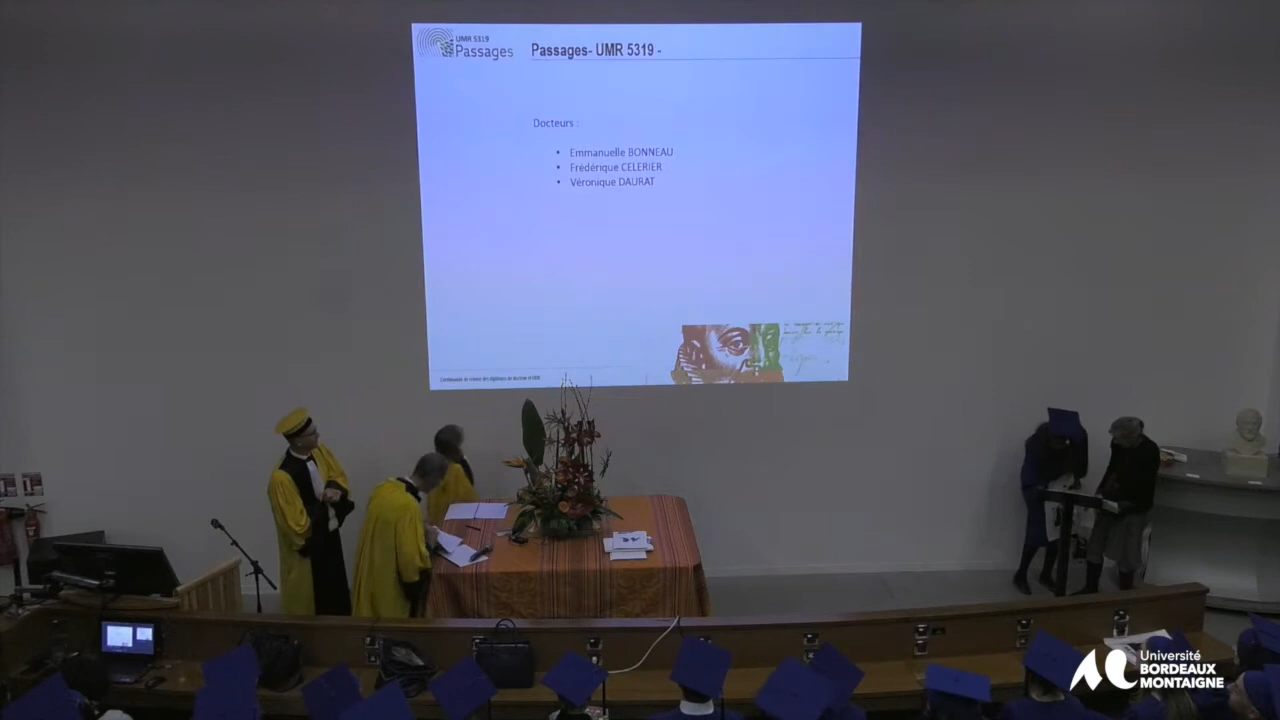 UMR 5319
Passages
Passages- UMR 5319 -
Docteurs :
• Emmanuelle BONNEAU
• Frédérique CELERIER
• Véronique DAURAT
Université
BORDEAUX
MONTAIGNE